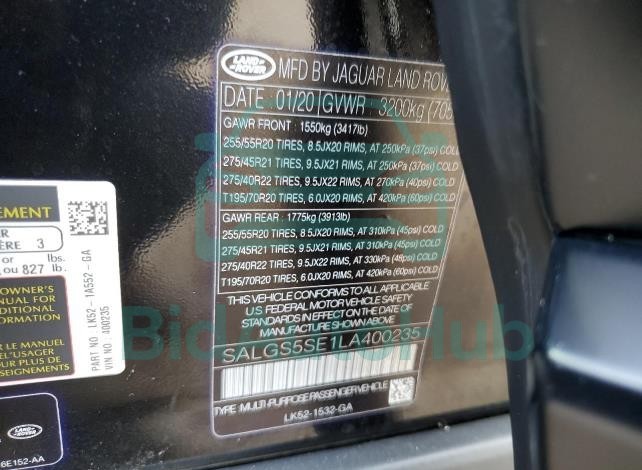 LAND ROVER
MFD BY JAGUAR LAND ROVA
DATE 01/20 GVWR 3200kg (705
GAWR FRONT: 1550kg (3417lb)
255/55R20 TIRES, 8.5JX20 RIMS, AT 250kPa (37psi) COLD
275/45R21 TIRES, 9.5JX21 RIMS, AT 250kPa (37psi) COLD
275/40R22 TIRES, 9.5JX22 RIMS, AT 270kPa (40psi) COLD
T195/70R20 TIRES, 6.0JX20 RIMS, AT 420kPa (60psi) COLD
GAWR REAR: 1775kg (3913lb)
255/55R20 TIRES, 8.5JX20 RIMS, AT 310kPa (45psi) COLD
275/45R21 TIRES, 9.5JX21 RIMS, AT 310kPa (45psi) COLD
275/40R22 TIRES, 9.5JX22 RIMS, AT 330kPa (48psi) COLD
T195/70R20 TIRES, 6.0JX20 RIMS, AT 420kPa (60psi) COLD
THIS VEHICLE CONFORMS TO ALL APPLICABLE
U.S. FEDERAL MOTOR VEHICLE SAFETY
STANDARDS IN EFFECT ON THE DATE OF
MANUFACTURE SHOWN ABOVE
SALGS5SE1LA400235
TYPE: MULTI-PURPOSE PASSENGER VEHICLE
LK52-1532-GA
EMENT
AR
ÈRE 3
or lbs.
ou 827 lb.
OWNER'S
MANUAL FOR
ADDITIONAL
FORMATION
LE MANUEL
E L'USAGER
POUR PLUS DE
SEIGNEMENTS
PART NO. LK52-1A552-GA
VIN 400235
LAND ROVER
6E152-AA